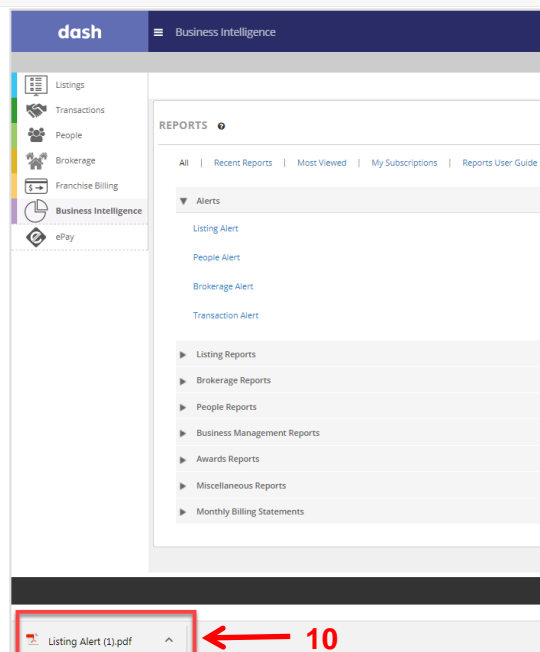 dash
Business Intelligence
Listings
Transactions
People
Brokerage
Franchise Billing
Business Intelligence
ePay
REPORTS
All | Recent Reports | Most Viewed | My Subscriptions | Reports User Guide
Alerts
Listing Alert
People Alert
Brokerage Alert
Transaction Alert
Listing Reports
Brokerage Reports
People Reports
Business Management Reports
Awards Reports
Miscellaneous Reports
Monthly Billing Statements
Listing Alert (1).pdf
10